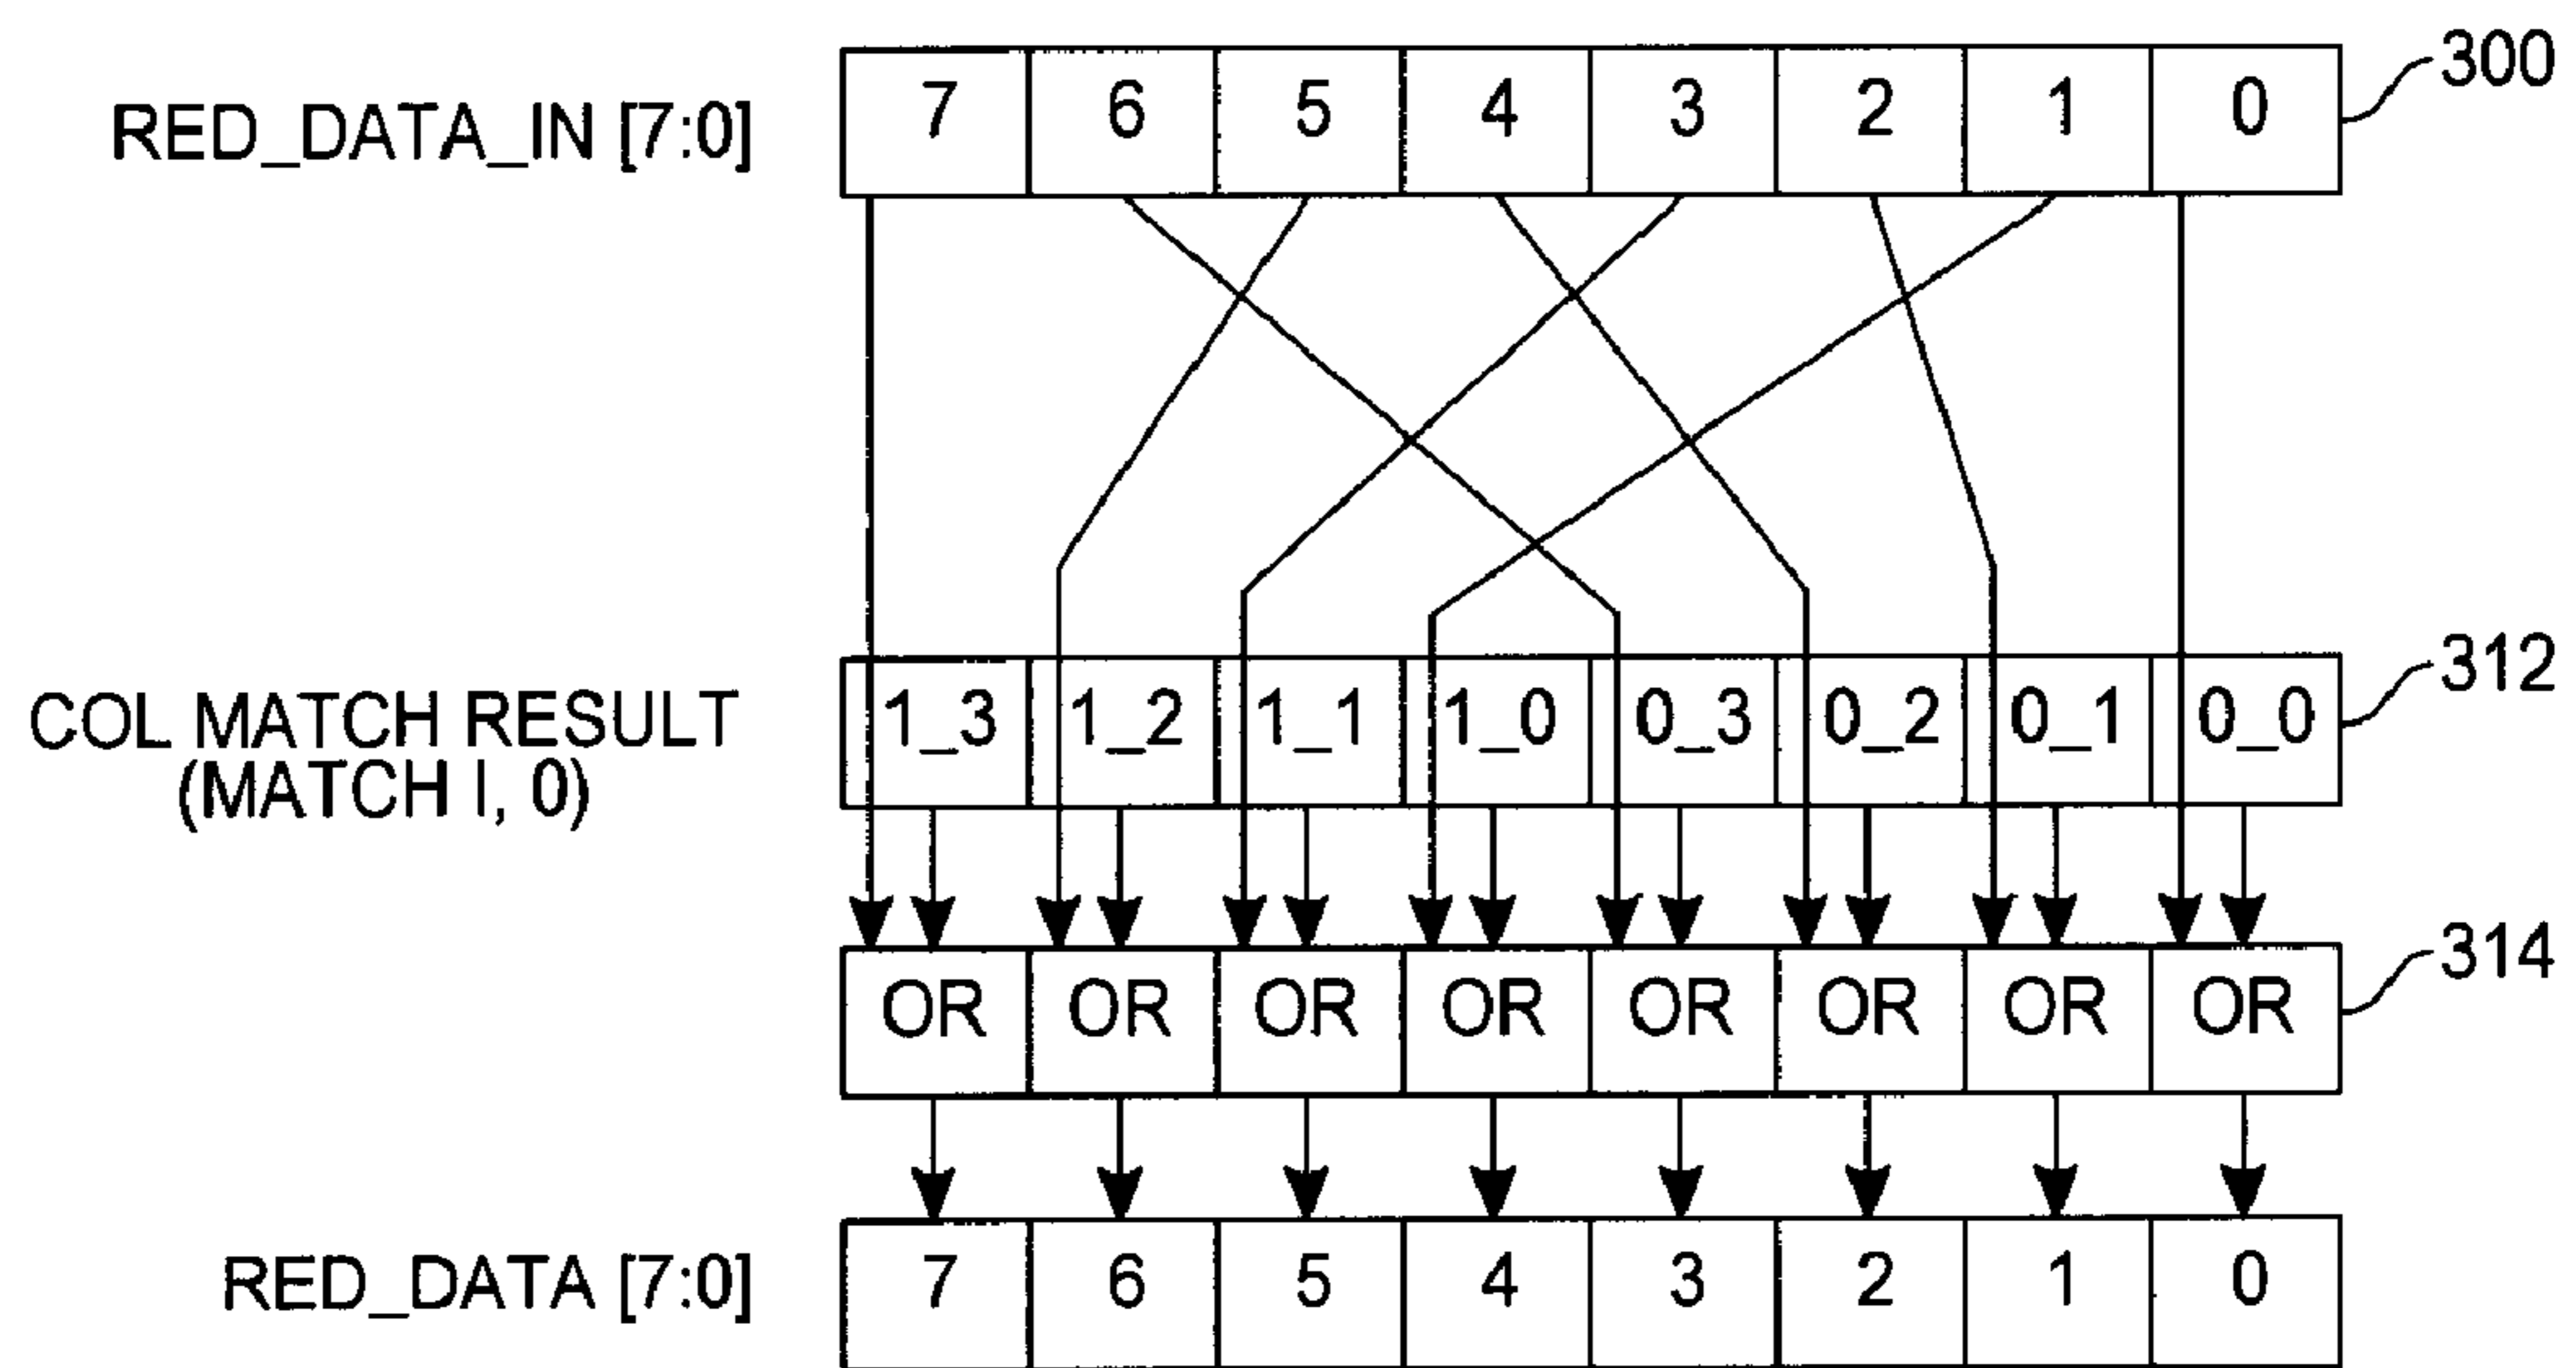 RED_DATA_IN [7:0] 7 6 5 4 3 2 1 0 300
COL MATCH RESULT 1_3 1_2 1_1 1_0 0_3 0_2 0_1 0_0 312
(MATCH I, 0)
OR OR OR OR OR OR OR OR 314
RED_DATA [7:0] 7 6 5 4 3 2 1 0